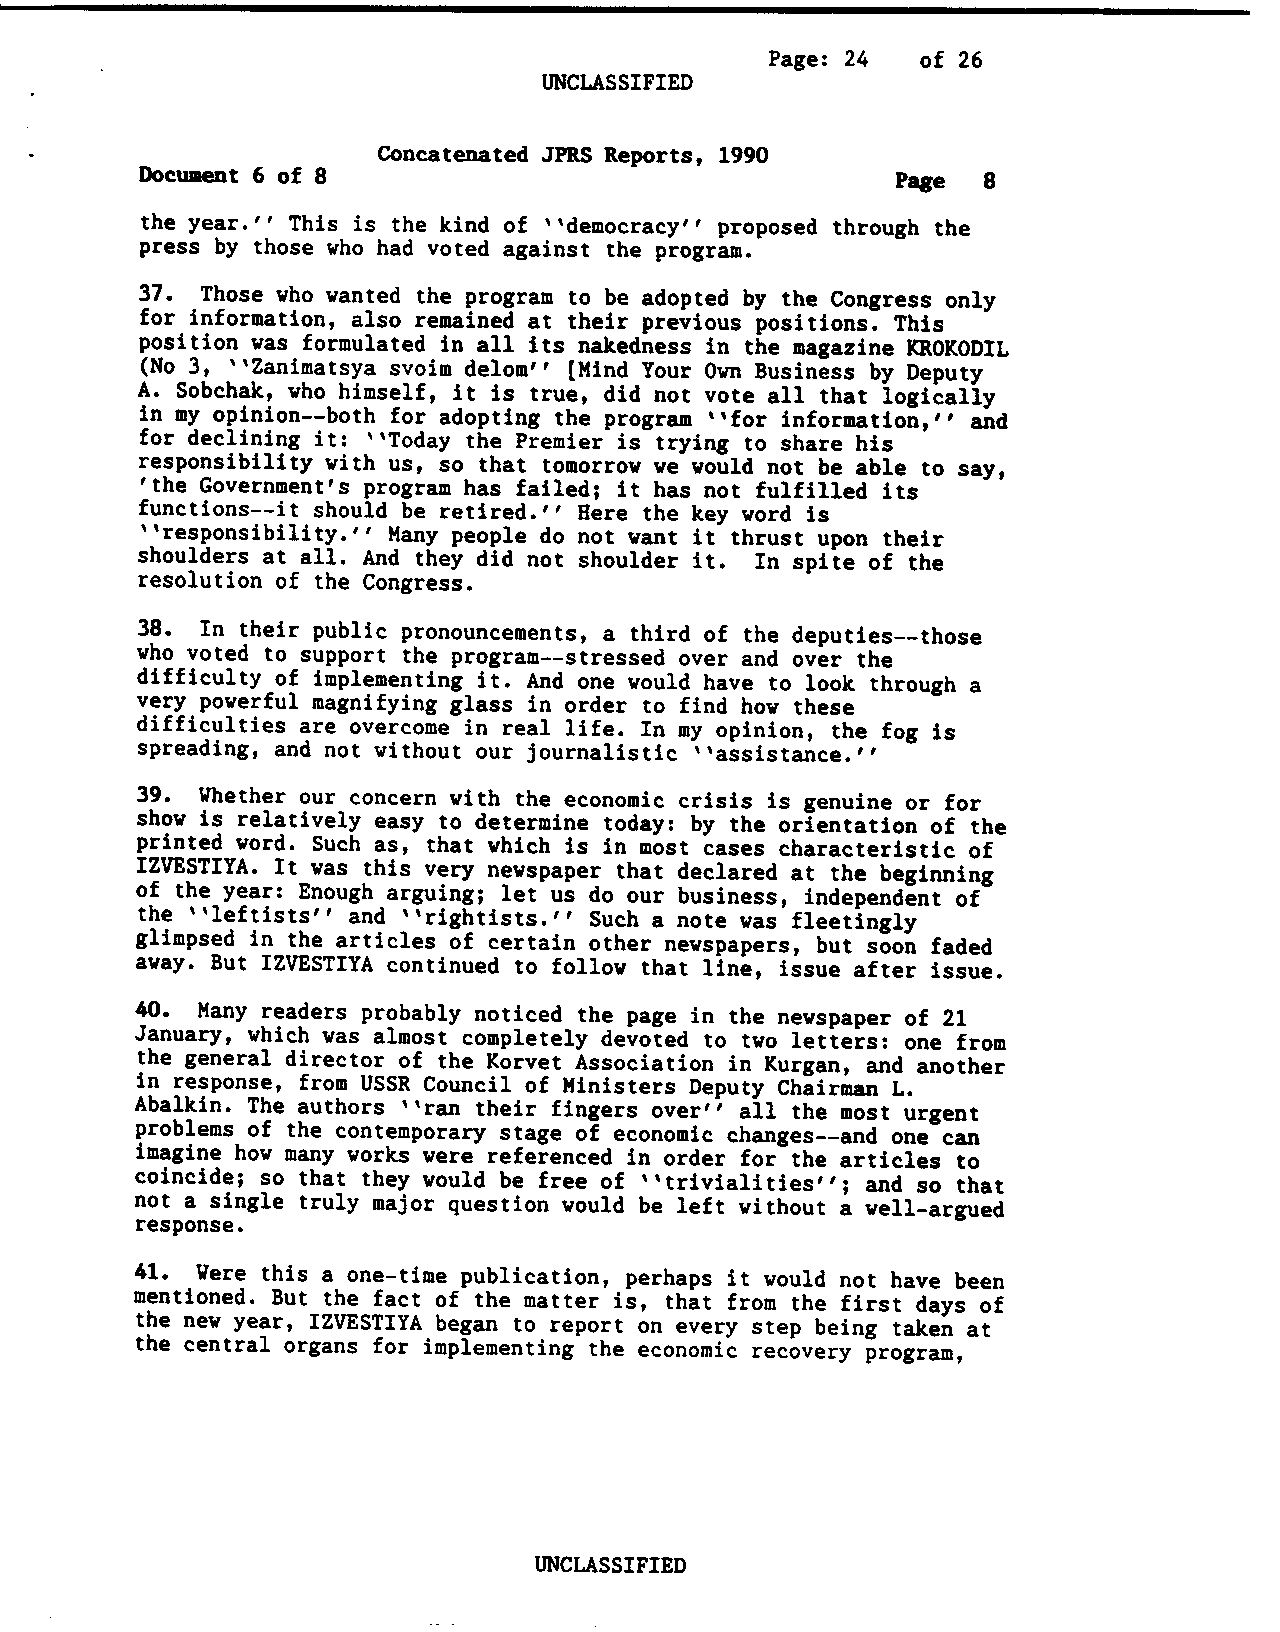 Page: 24 of 26
UNCLASSIFIED
Concatenated JPRS Reports, 1990
Document 6 of 8 Page 8
the year.'' This is the kind of ``democracy'' proposed through the
press by those who had voted against the program.
37. Those who wanted the program to be adopted by the Congress only
for information, also remained at their previous positions. This
position was formulated in all its nakedness in the magazine KROKODIL
(No 3, ``Zanimatsya svoim delom'' [Mind Your Own Business by Deputy
A. Sobchak, who himself, it is true, did not vote all that logically
in my opinion--both for adopting the program ``for information,'' and
for declining it: ``Today the Premier is trying to share his
responsibility with us, so that tomorrow we would not be able to say,
'the Government's program has failed; it has not fulfilled its
functions--it should be retired.'' Here the key word is
``responsibility.'' Many people do not want it thrust upon their
shoulders at all. And they did not shoulder it. In spite of the
resolution of the Congress.
38. In their public pronouncements, a third of the deputies--those
who voted to support the program--stressed over and over the
difficulty of implementing it. And one would have to look through a
very powerful magnifying glass in order to find how these
difficulties are overcome in real life. In my opinion, the fog is
spreading, and not without our journalistic ``assistance.''
39. Whether our concern with the economic crisis is genuine or for
show is relatively easy to determine today: by the orientation of the
printed word. Such as, that which is in most cases characteristic of
IZVESTIYA. It was this very newspaper that declared at the beginning
of the year: Enough arguing; let us do our business, independent of
the ``leftists'' and ``rightists.'' Such a note was fleetingly
glimpsed in the articles of certain other newspapers, but soon faded
away. But IZVESTIYA continued to follow that line, issue after issue.
40. Many readers probably noticed the page in the newspaper of 21
January, which was almost completely devoted to two letters: one from
the general director of the Korvet Association in Kurgan, and another
in response, from USSR Council of Ministers Deputy Chairman L.
Abalkin. The authors ``ran their fingers over'' all the most urgent
problems of the contemporary stage of economic changes--and one can
imagine how many works were referenced in order for the articles to
coincide; so that they would be free of ``trivialities''; and so that
not a single truly major question would be left without a well-argued
response.
41. Were this a one-time publication, perhaps it would not have been
mentioned. But the fact of the matter is, that from the first days of
the new year, IZVESTIYA began to report on every step being taken at
the central organs for implementing the economic recovery program,
UNCLASSIFIED